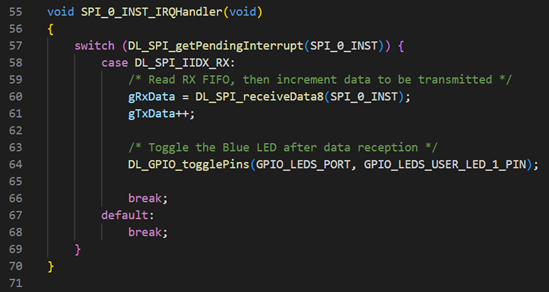 55 void SPI_0_INST_IRQHandler(void)
56 {
57     switch (DL_SPI_getPendingInterrupt(SPI_0_INST)) {
58         case DL_SPI_IIDX_RX:
59             /* Read RX FIFO, then increment data to be transmitted */
60             gRxData = DL_SPI_receiveData8(SPI_0_INST);
61             gTxData++;
62
63             /* Toggle the Blue LED after data reception */
64             DL_GPIO_togglePins(GPIO_LEDS_PORT, GPIO_LEDS_USER_LED_1_PIN);
65
66             break;
67         default:
68             break;
69     }
70 }
71